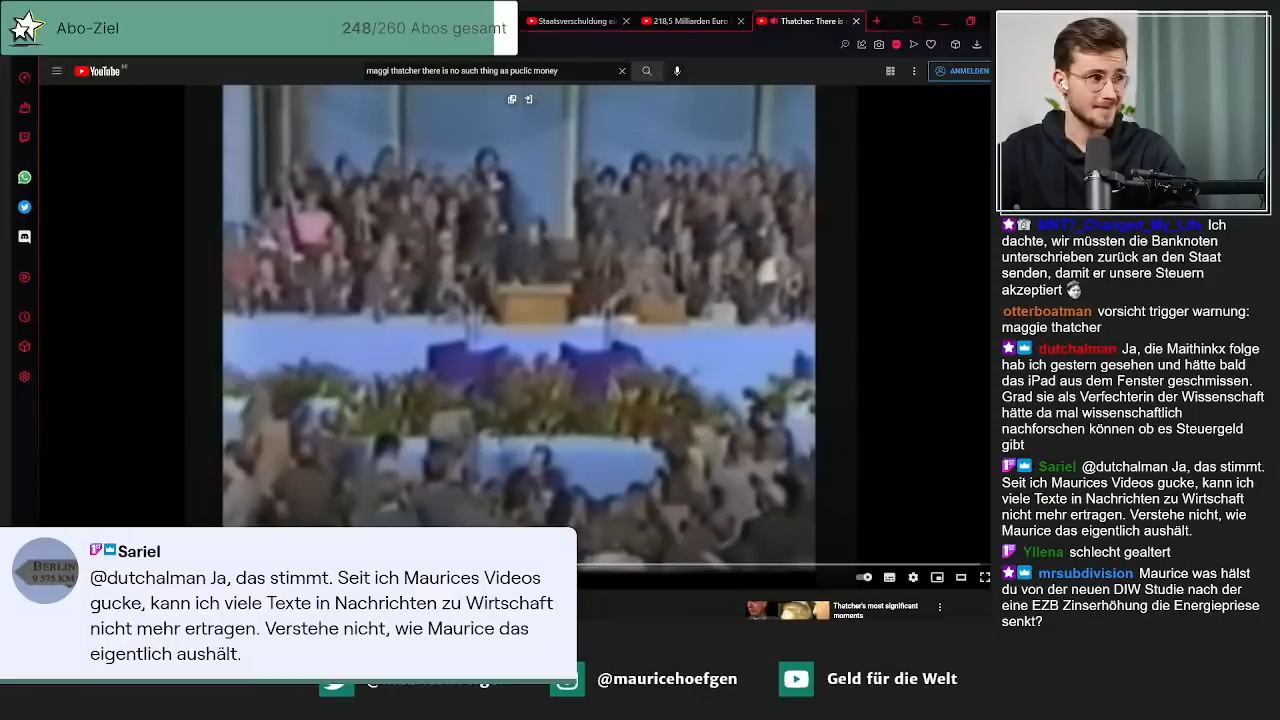 Abo-Ziel
248/260 Abos gesamt
Staatsverschuldung ei
218,5 Milliarden Euro
Thatcher: There is
YouTube DE
maggi thatcher there is no such thing as puclic money
ANMELDEN
MNT7_Changed_My_Life Ich
dachte, wir müssten die Banknoten
unterschrieben zurück an den Staat
senden, damit er unsere Steuern
akzeptiert
otterboatman vorsicht trigger warnung:
maggie thatcher
dutchalman Ja, die Maithinkx folge
hab ich gestern gesehen und hätte bald
das iPad aus dem Fenster geschmissen.
Grad sie als Verfechterin der Wissenschaft
hätte da mal wissenschaftlich
nachforschen können ob es Steuergeld
gibt
Sariel @dutchalman Ja, das stimmt.
Seit ich Maurices Videos gucke, kann ich
viele Texte in Nachrichten zu Wirtschaft
nicht mehr ertragen. Verstehe nicht, wie
Maurice das eigentlich aushält.
Yllena schlecht gealtert
mrsubdivision Maurice was hälst
du von der neuen DIW Studie nach der
eine EZB Zinserhöhung die Energiepriese
senkt?
BERLIN
9.575 KM
Sariel
@dutchalman Ja, das stimmt. Seit ich Maurices Videos
gucke, kann ich viele Texte in Nachrichten zu Wirtschaft
nicht mehr ertragen. Verstehe nicht, wie Maurice das
eigentlich aushält.
Thatcher's most significant
moments
@mauricehoefgen
Geld für die Welt